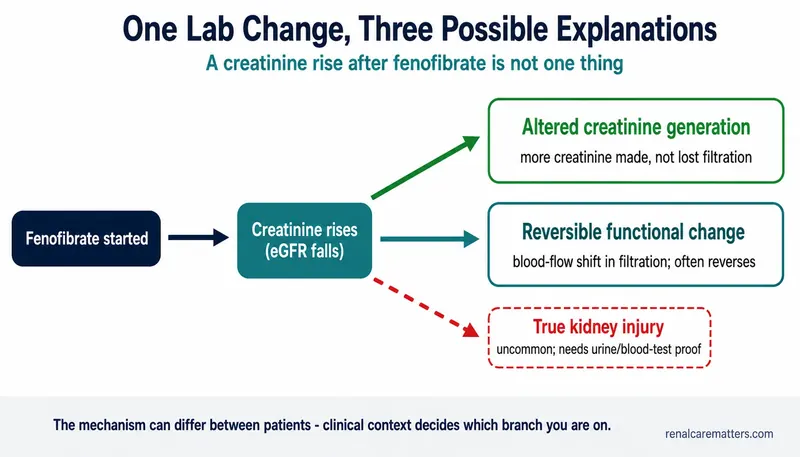 One Lab Change, Three Possible Explanations
A creatinine rise after fenofibrate is not one thing
Altered creatinine generation
more creatinine made, not lost filtration
Fenofibrate started
Creatinine rises
(eGFR falls)
Reversible functional change
blood-flow shift in filtration; often reverses
True kidney injury
uncommon; needs urine/blood-test proof
The mechanism can differ between patients - clinical context decides which branch you are on.
renalcarematters.com